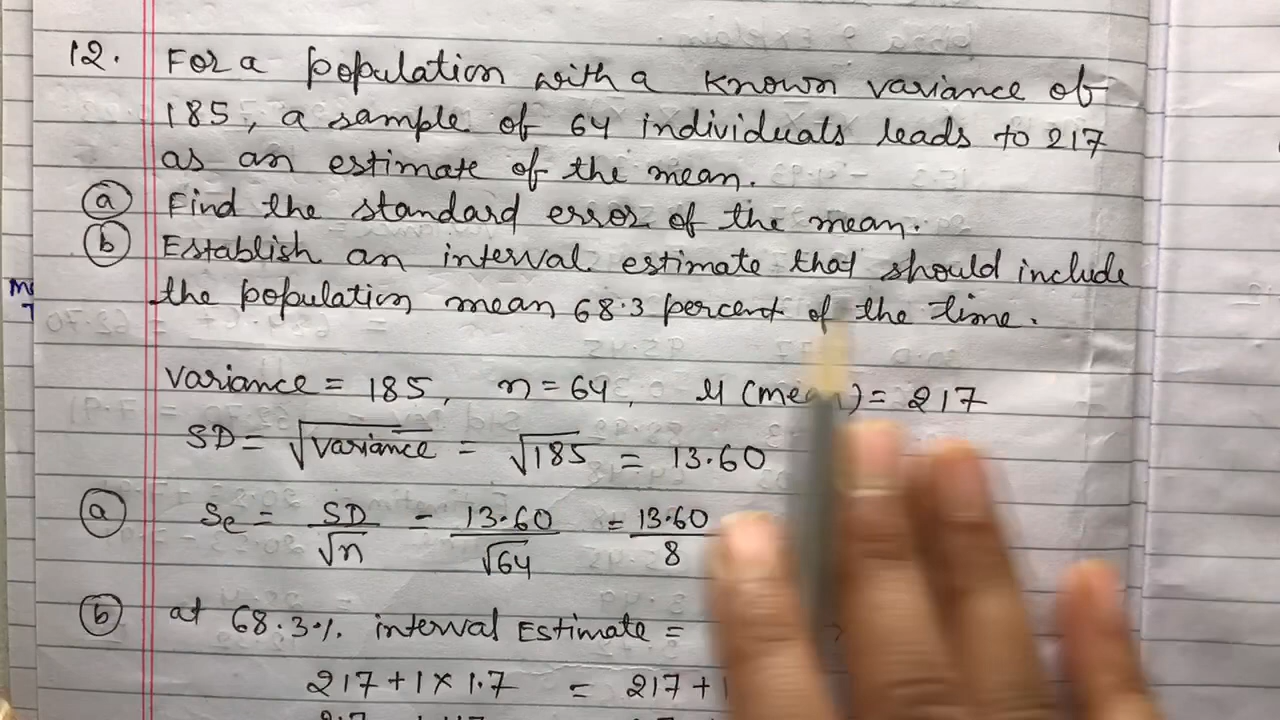 12. For a population with a known variance of
185, a sample of 64 individuals leads to 217
as an estimate of the mean.
(a) Find the standard error of the mean.
(b) Establish an interval estimate that should include
the population mean 68.3 percent of the time.
variance = 185, n = 64, μ (mean) = 217
SD = √variance = √185 = 13.60
(a) Se = SD/√n = 13.60/√64 = 13.60/8
(b) at 68.3%. interval Estimate =
217 + 1 × 1.7 = 217 + 1